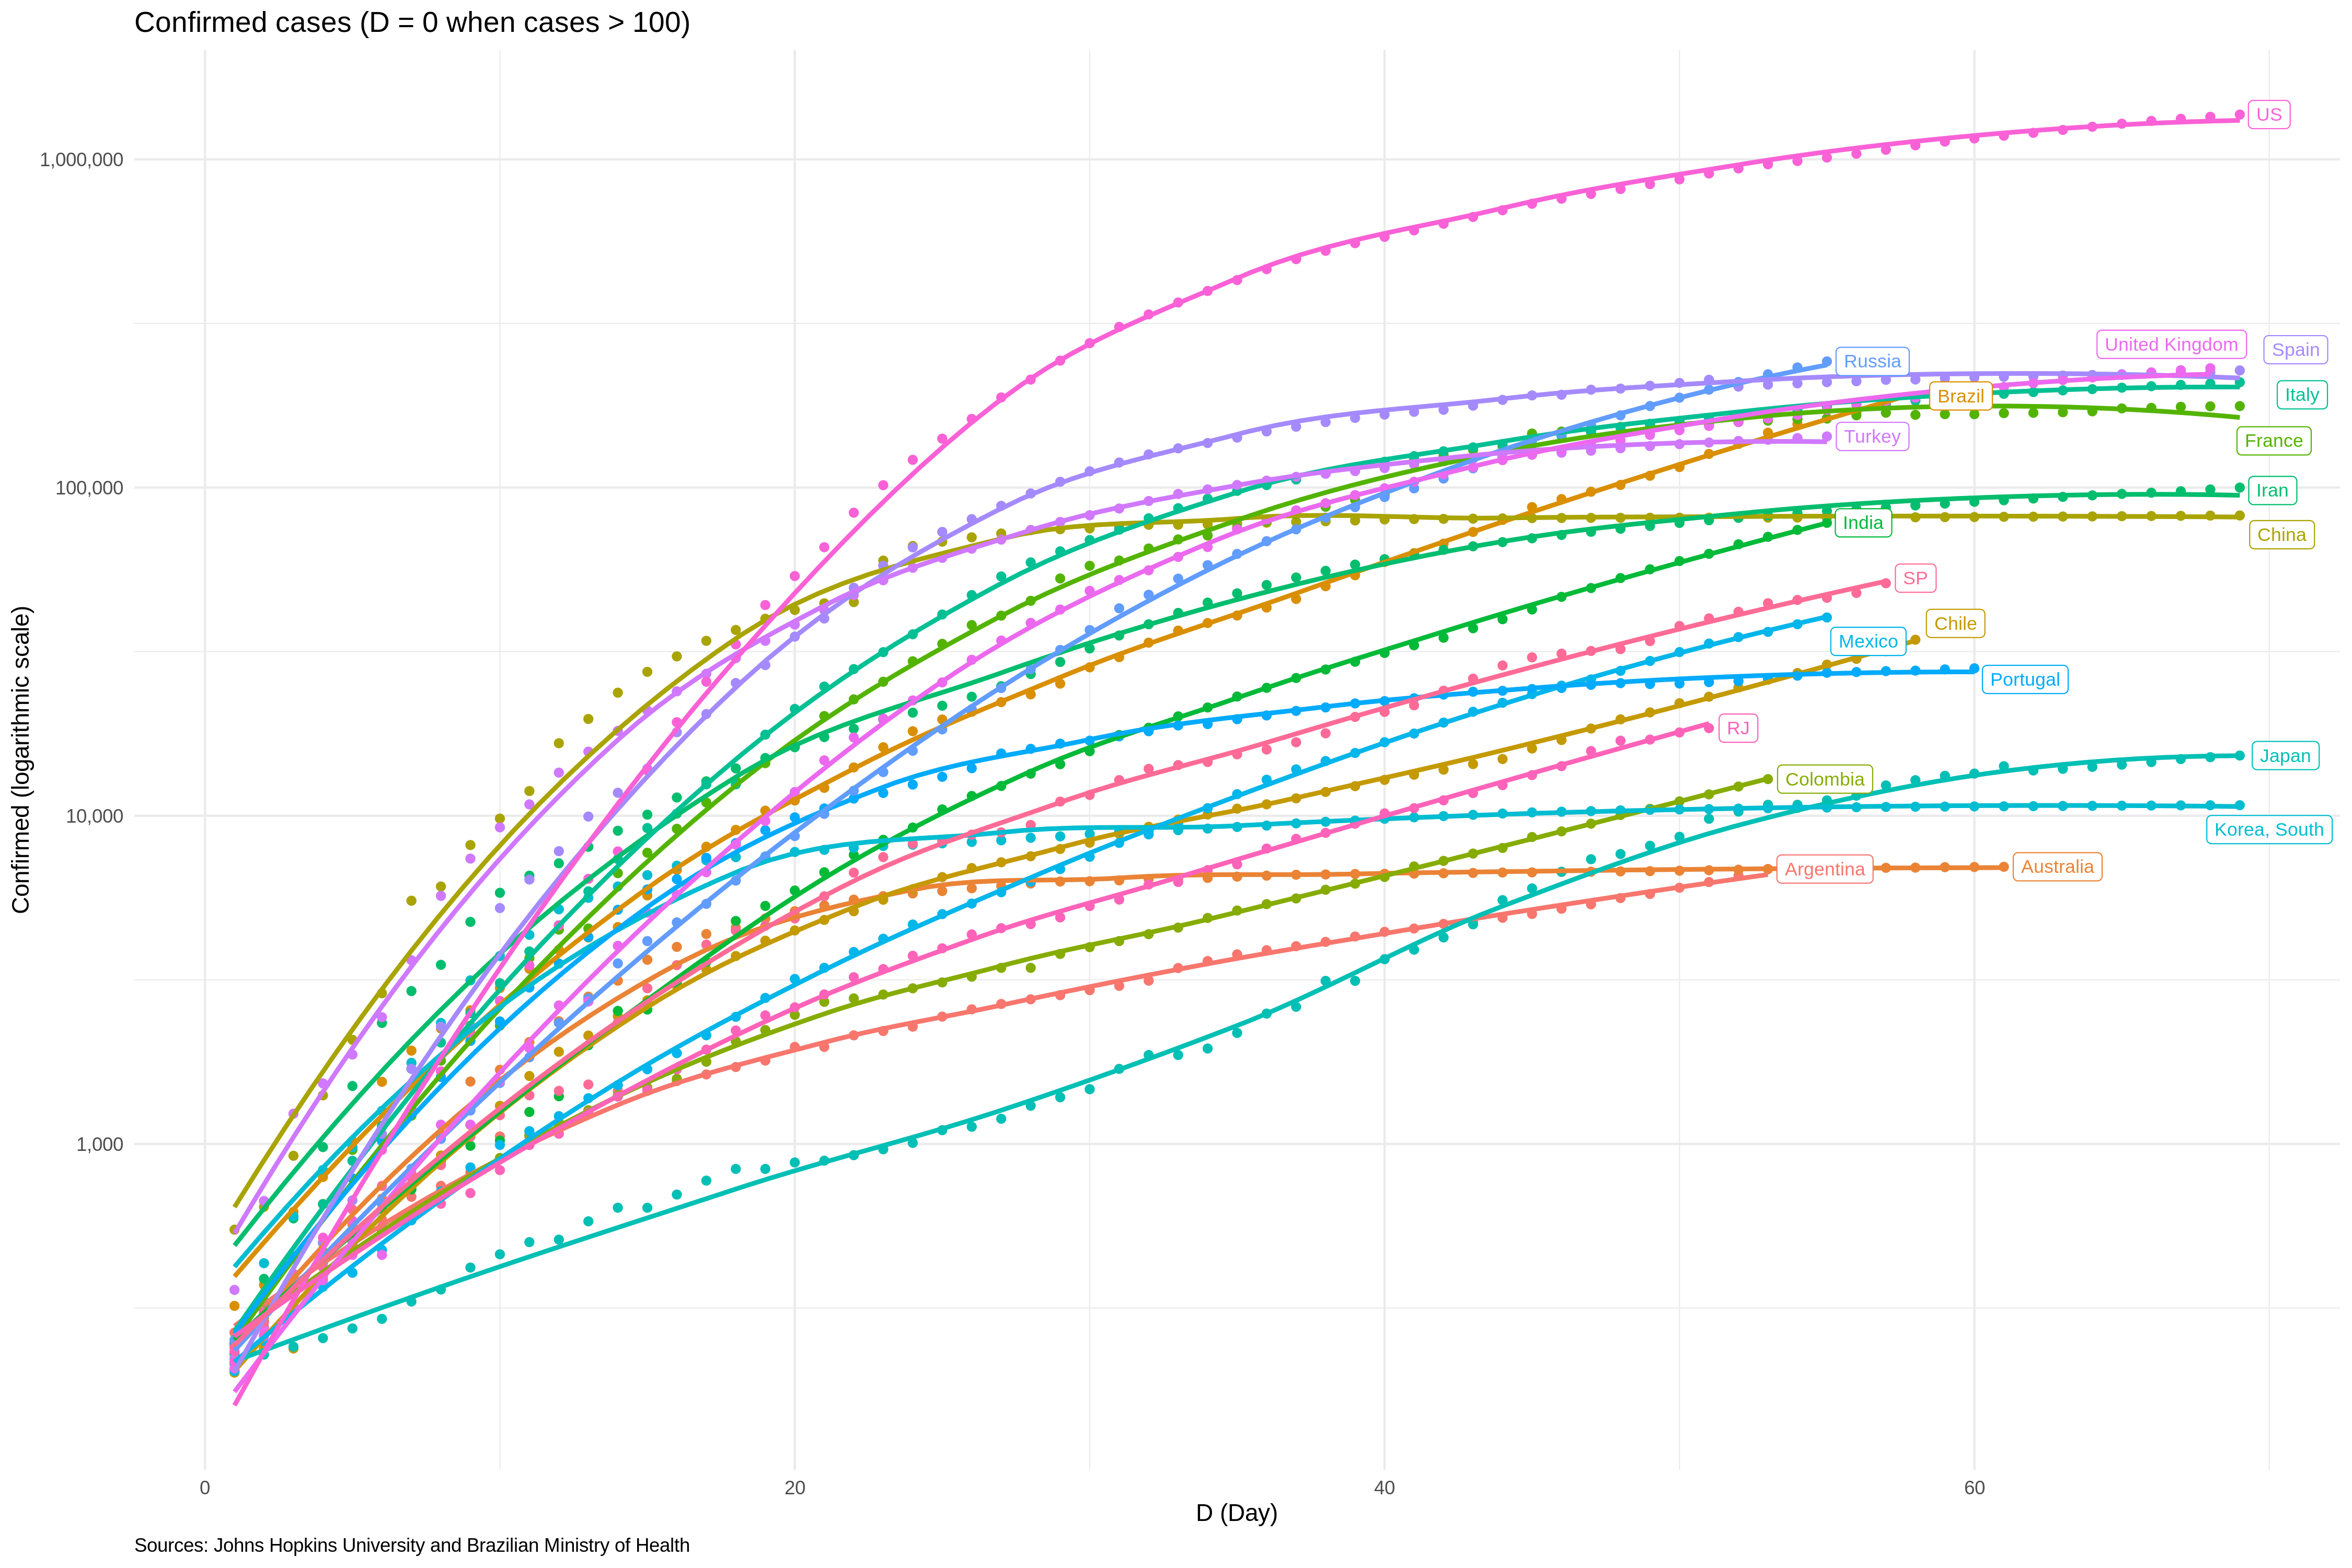 Confirmed cases (D = 0 when cases > 100)
US
1,000,000
United Kingdom
Spain
Russia
Brazil
Italy
Turkey
France
100,000
Iran
India
China
SP
Chile
Mexico
Portugal
RJ
Japan
Colombia
10,000
Korea, South
Argentina
Australia
1,000
Confirmed (logarithmic scale)
0
20
40
60
D (Day)
Sources: Johns Hopkins University and Brazilian Ministry of Health